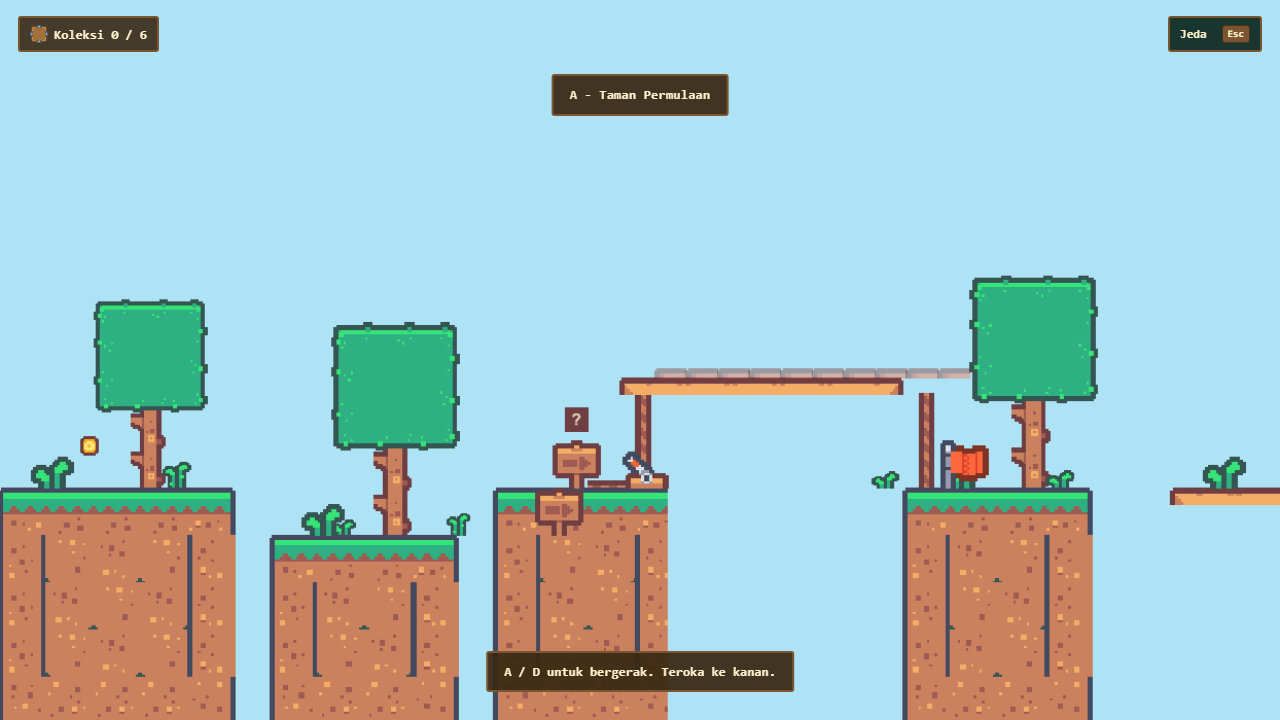 Koleksi 0 / 6
Jeda Esc
A - Taman Permulaan
?
A / D untuk bergerak. Teroka ke kanan.